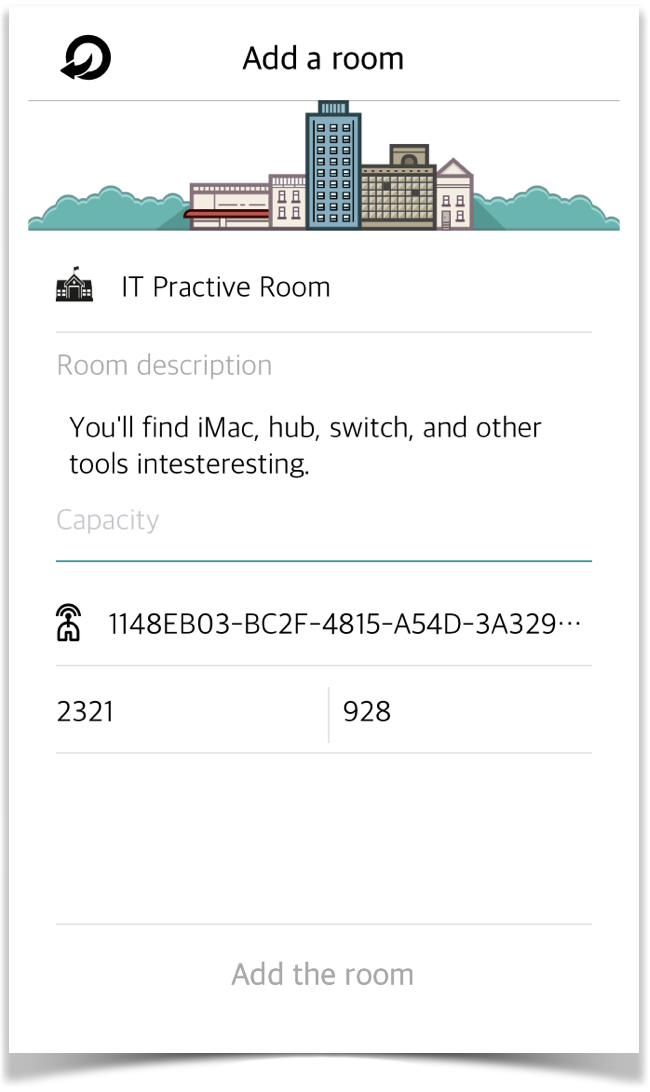 Add a room
IT Practive Room
Room description
You'll find iMac, hub, switch, and other
tools intesteresting.
Capacity
1148EB03-BC2F-4815-A54D-3A329···
2321
928
Add the room